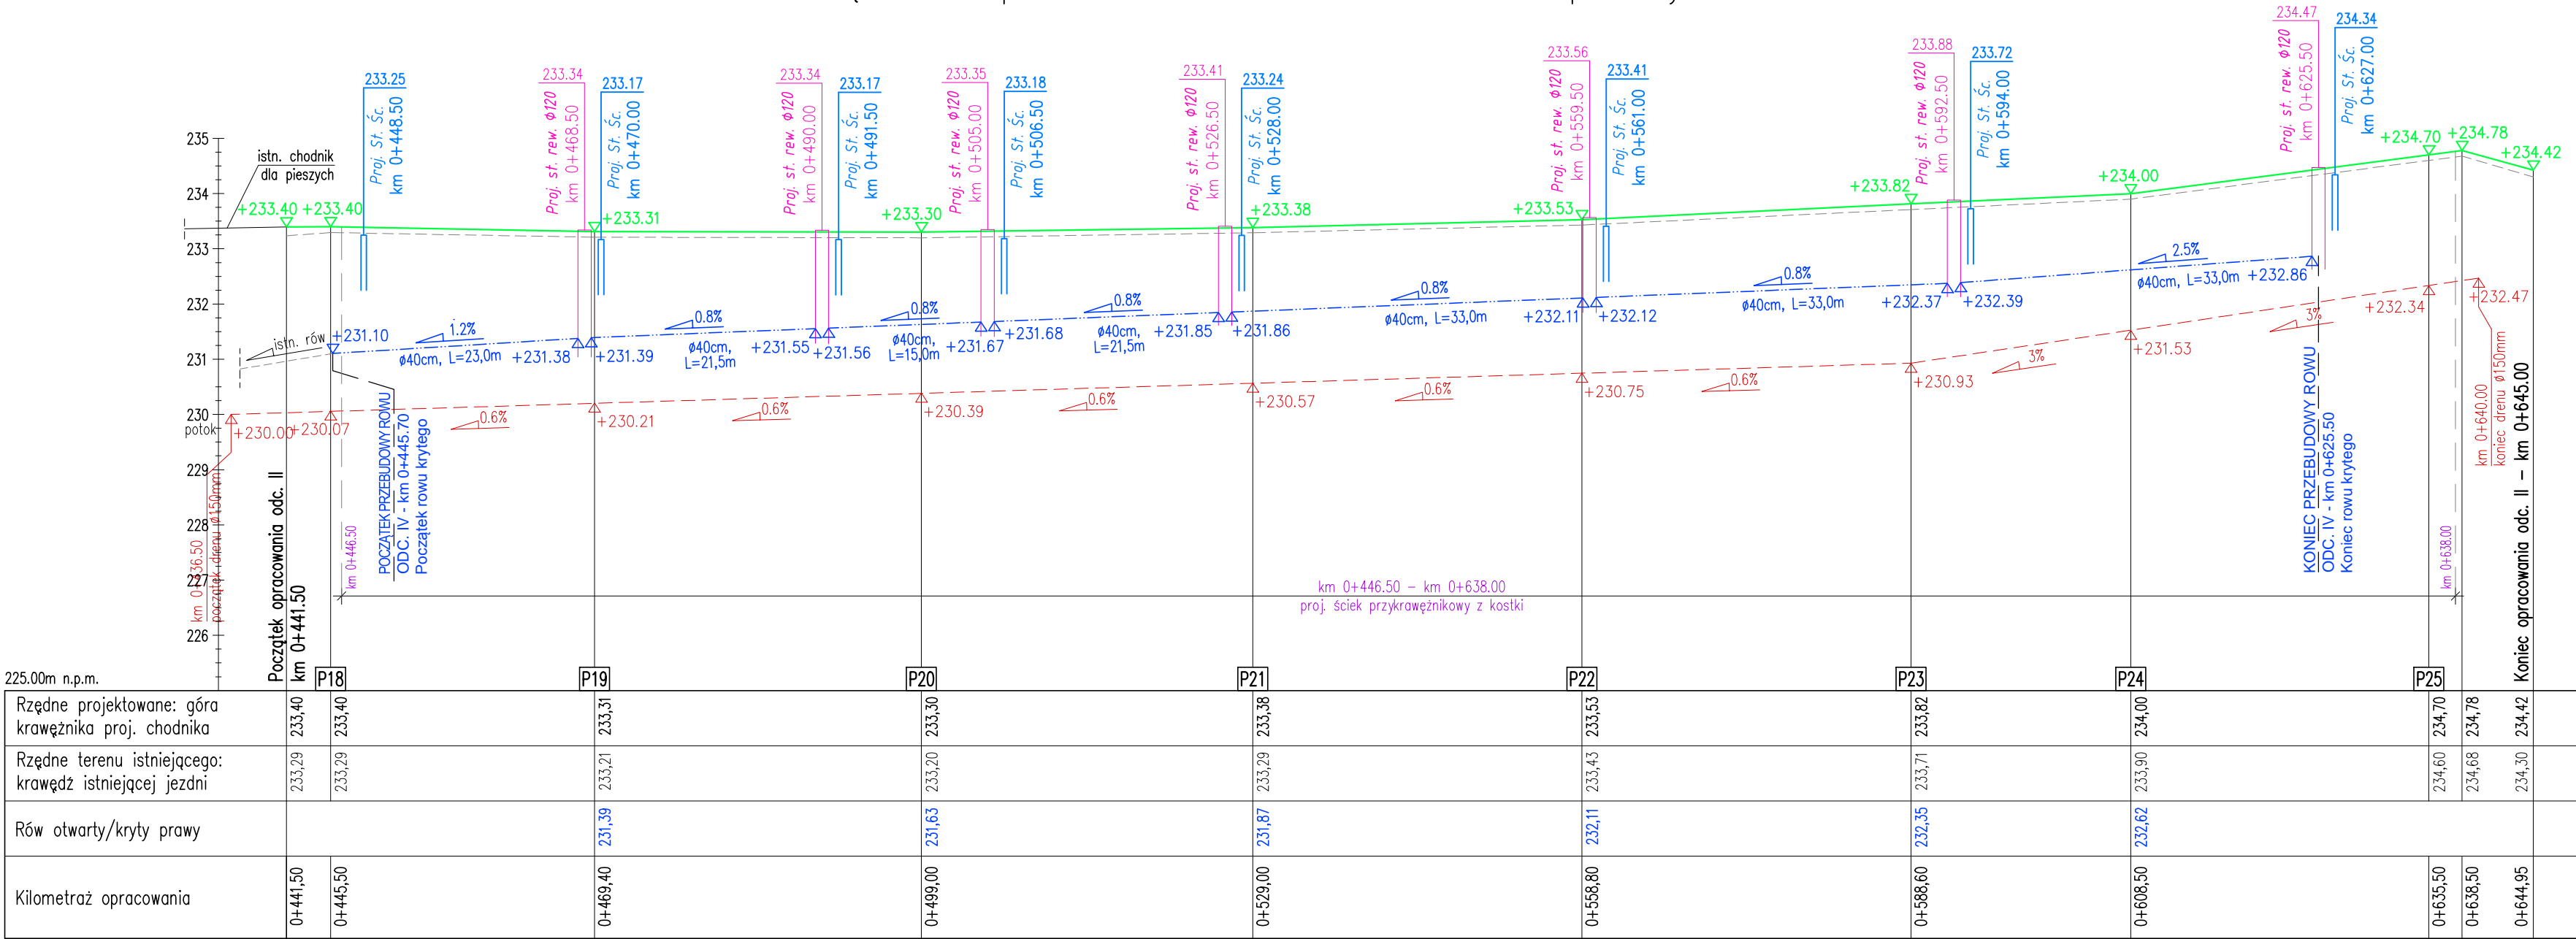 233.25
Proj. St. Śc.
km 0+448.50
233.34
Proj. st. rew. Φ120
km 0+468.50
233.17
Proj. St. Śc.
km 0+470.00
233.34
Proj. st. rew. Φ120
km 0+490.00
233.17
Proj. St. Śc.
km 0+491.50
233.35
Proj. st. rew. Φ120
km 0+505.00
233.18
Proj. St. Śc.
km 0+506.50
233.41
Proj. st. rew. Φ120
km 0+526.50
233.24
Proj. St. Śc.
km 0+528.00
233.56
Proj. st. rew. Φ120
km 0+559.50
233.41
Proj. St. Śc.
km 0+561.00
233.88
Proj. st. rew. Φ120
km 0+592.50
233.72
Proj. St. Śc.
km 0+594.00
234.47
Proj. st. rew. Φ120
km 0+625.50
234.34
Proj. St. Śc.
km 0+627.00
235
234
233
232
231
230
229
228
227
226
istn. chodnik
dla pieszych
+233.40 +233.40
+233.31
+233.30
+233.38
+233.53
+233.82
+234.00
+234.70 +234.78
+234.42
istn. rów
+231.10
1.2%
ø40cm, L=23,0m
+231.38
+231.39
0.8%
ø40cm,
L=21,5m
+231.55
+231.56
0.8%
ø40cm,
L=15,0m
+231.67
+231.68
0.8%
ø40cm,
L=21,5m
+231.85
+231.86
0.8%
ø40cm, L=33,0m
+232.11
+232.12
0.8%
ø40cm, L=33,0m
+232.37
+232.39
2.5%
ø40cm, L=33,0m
+232.86
potok
+230.00
+230.07
0.6%
+230.21
0.6%
+230.39
0.6%
+230.57
0.6%
+230.75
0.6%
+230.93
3%
+231.53
3%
+232.34
+232.47
początek drenu Ø150mm
Początek opracowania odc. II
km 0+441.50
km 0+446.50
POCZĄTEK PRZEBUDOWY ROWU
ODC. IV - km 0+445.70
Początek rowu krytego
km 0+446.50 – km 0+638.00
proj. ściek przykrawężnikowy z kostki
KONIEC PRZEBUDOWY ROWU
ODC. IV - km 0+625.50
Koniec rowu krytego
km 0+638.00
km 0+640.00
koniec drenu Ø150mm
Koniec opracowania odc. II – km 0+645.00
225.00m n.p.m.
P18
P19
P20
P21
P22
P23
P24
P25
Rzędne projektowane: góra
krawężnika proj. chodnika
233,40 233,40 233,31 233,30 233,38 233,53 233,82 234,00 234,70 234,78 234,42
Rzędne terenu istniejącego:
krawędź istniejącej jezdni
233,29 233,29 233,21 233,20 233,29 233,43 233,71 233,90 234,60 234,68 234,30
Rów otwarty/kryty prawy
231,39 231,63 231,87 232,11 232,35 232,62
Kilometraż opracowania
0+441,50 0+445,50 0+469,40 0+499,00 0+529,00 0+558,80 0+588,60 0+608,50 0+635,50 0+638,50 0+644,95